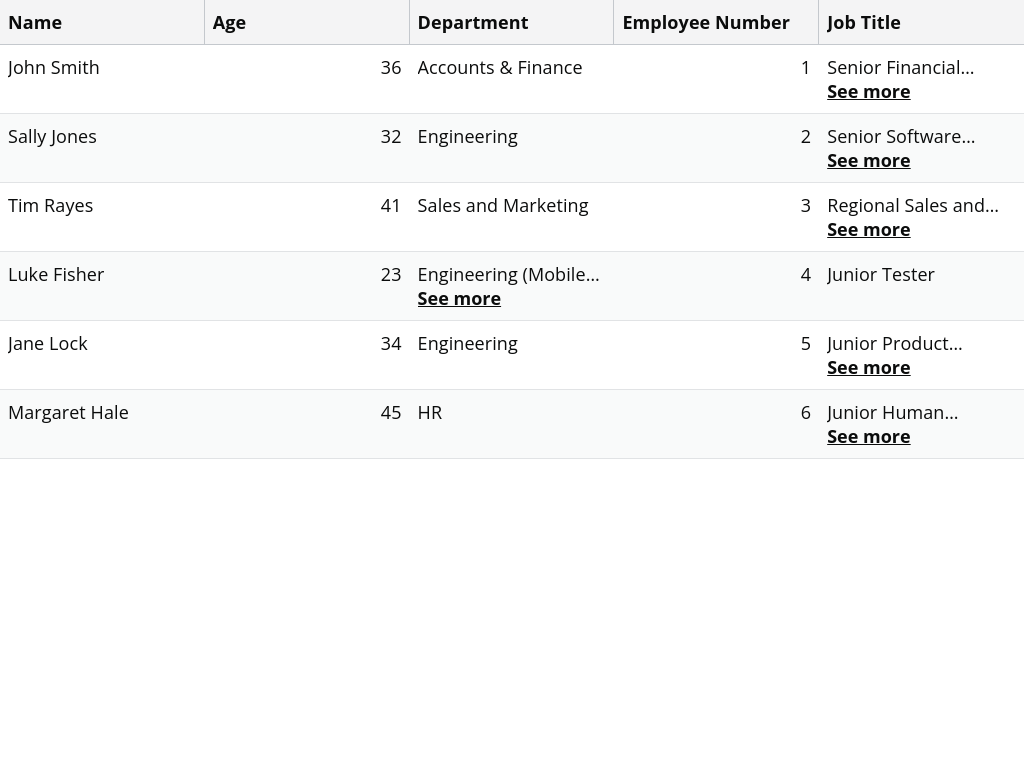 Name Age Department Employee Number Job Title
John Smith 36 Accounts & Finance 1 Senior Financial...
See more
Sally Jones 32 Engineering 2 Senior Software...
See more
Tim Rayes 41 Sales and Marketing 3 Regional Sales and...
See more
Luke Fisher 23 Engineering (Mobile... 4 Junior Tester
See more
Jane Lock 34 Engineering 5 Junior Product...
See more
Margaret Hale 45 HR 6 Junior Human...
See more